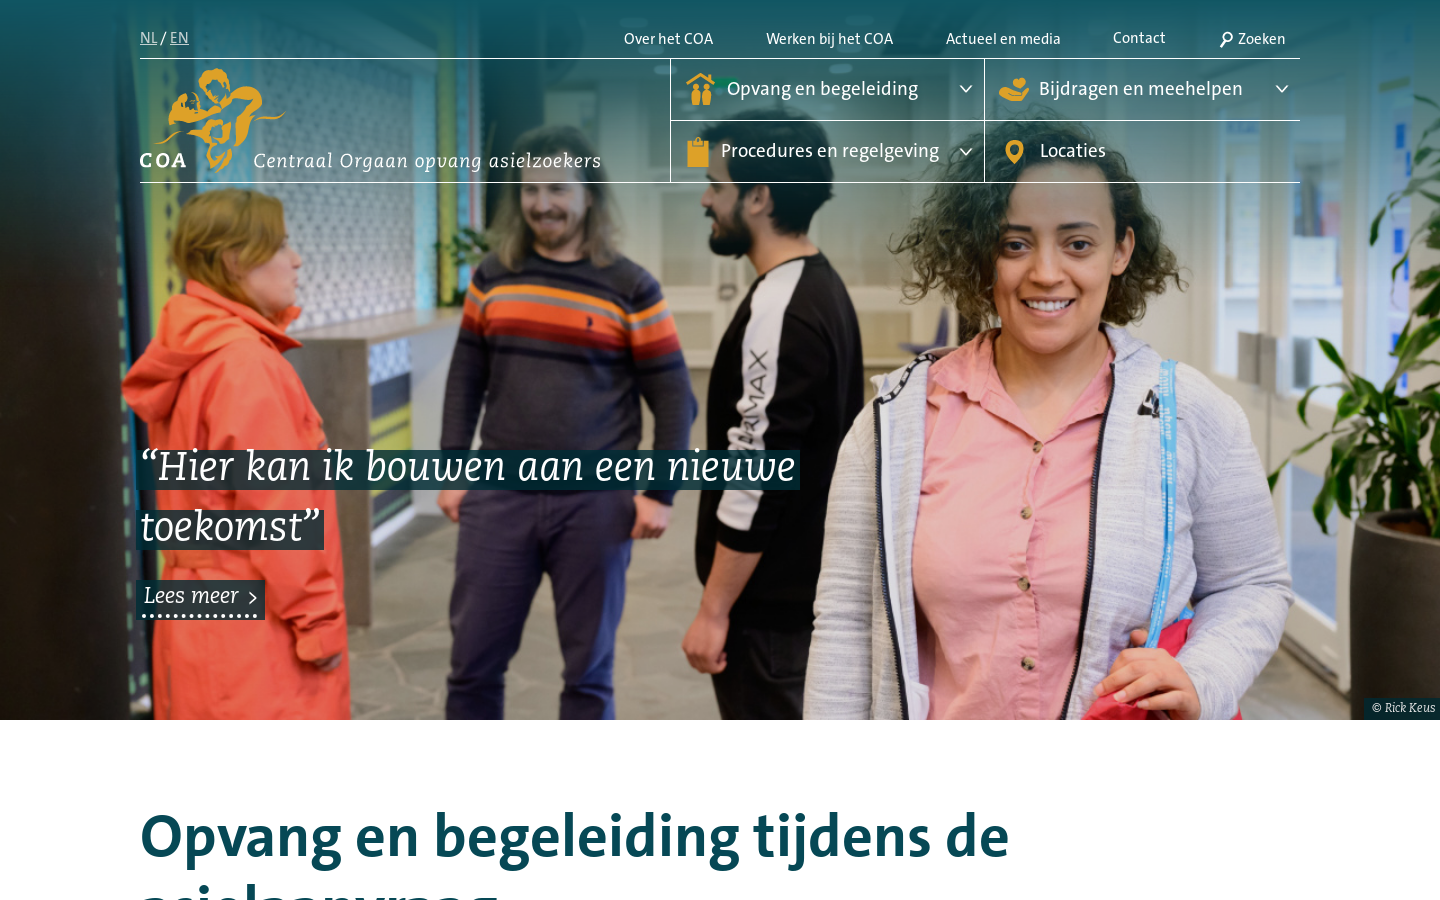 NL / EN
Over het COA
Werken bij het COA
Actueel en media
Contact
Zoeken
COA
Centraal Orgaan opvang asielzoekers
Opvang en begeleiding
Bijdragen en meehelpen
Procedures en regelgeving
Locaties
“Hier kan ik bouwen aan een nieuwe
toekomst”
Lees meer
© Rick Keus
Opvang en begeleiding tijdens de
asielaanvraag